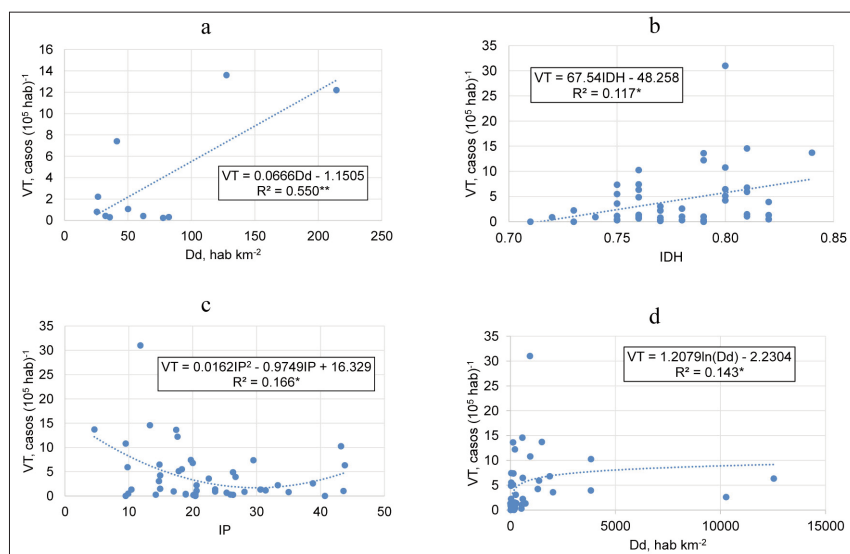 a
16
14
12
10
8
6
4
2
0
VT, casos (10⁵ hab)⁻¹
VT = 0.0666Dd - 1.1505
R² = 0.550**
0 50 100 150 200 250
Dd, hab km⁻²
b
35
30
25
20
15
10
5
0
VT, casos (10⁵ hab)⁻¹
VT = 67.54IDH - 48.258
R² = 0.117*
0.70 0.75 0.80 0.85
IDH
c
35
30
25
20
15
10
5
0
VT, casos (10⁵ hab)⁻¹
VT = 0.0162IP² - 0.9749IP + 16.329
R² = 0.166*
0 10 20 30 40 50
IP
d
35
30
25
20
15
10
5
0
VT, casos (10⁵ hab)⁻¹
VT = 1.2079ln(Dd) - 2.2304
R² = 0.143*
0 5000 10000 15000
Dd, hab km⁻²